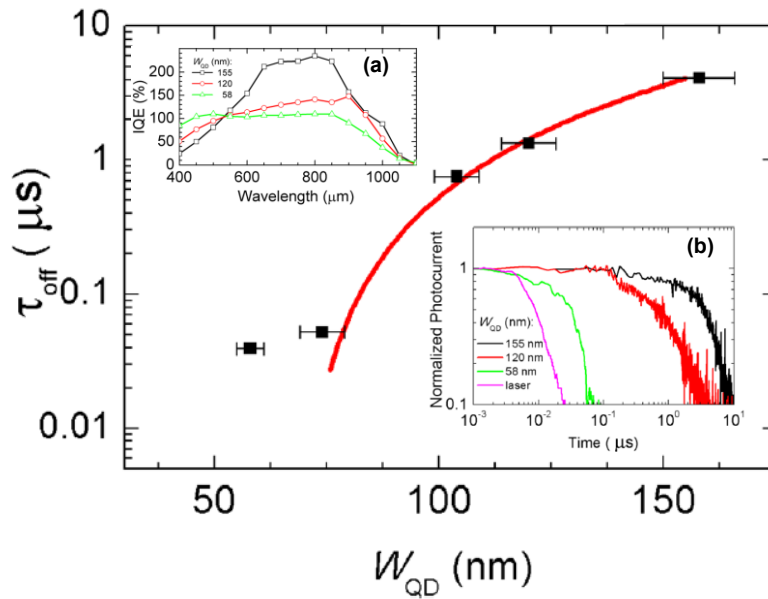 10
1
0.1
0.01
τoff ( μs)
50
100
150
WQD (nm)
(a)
WQD (nm):
155
120
58
200
150
100
50
0
IQE (%)
400
600
800
1000
Wavelength (μm)
(b)
1
0.1
Normalized Photocurrent
WQD (nm):
155 nm
120 nm
58 nm
laser
10-3
10-2
10-1
100
101
Time ( μs)